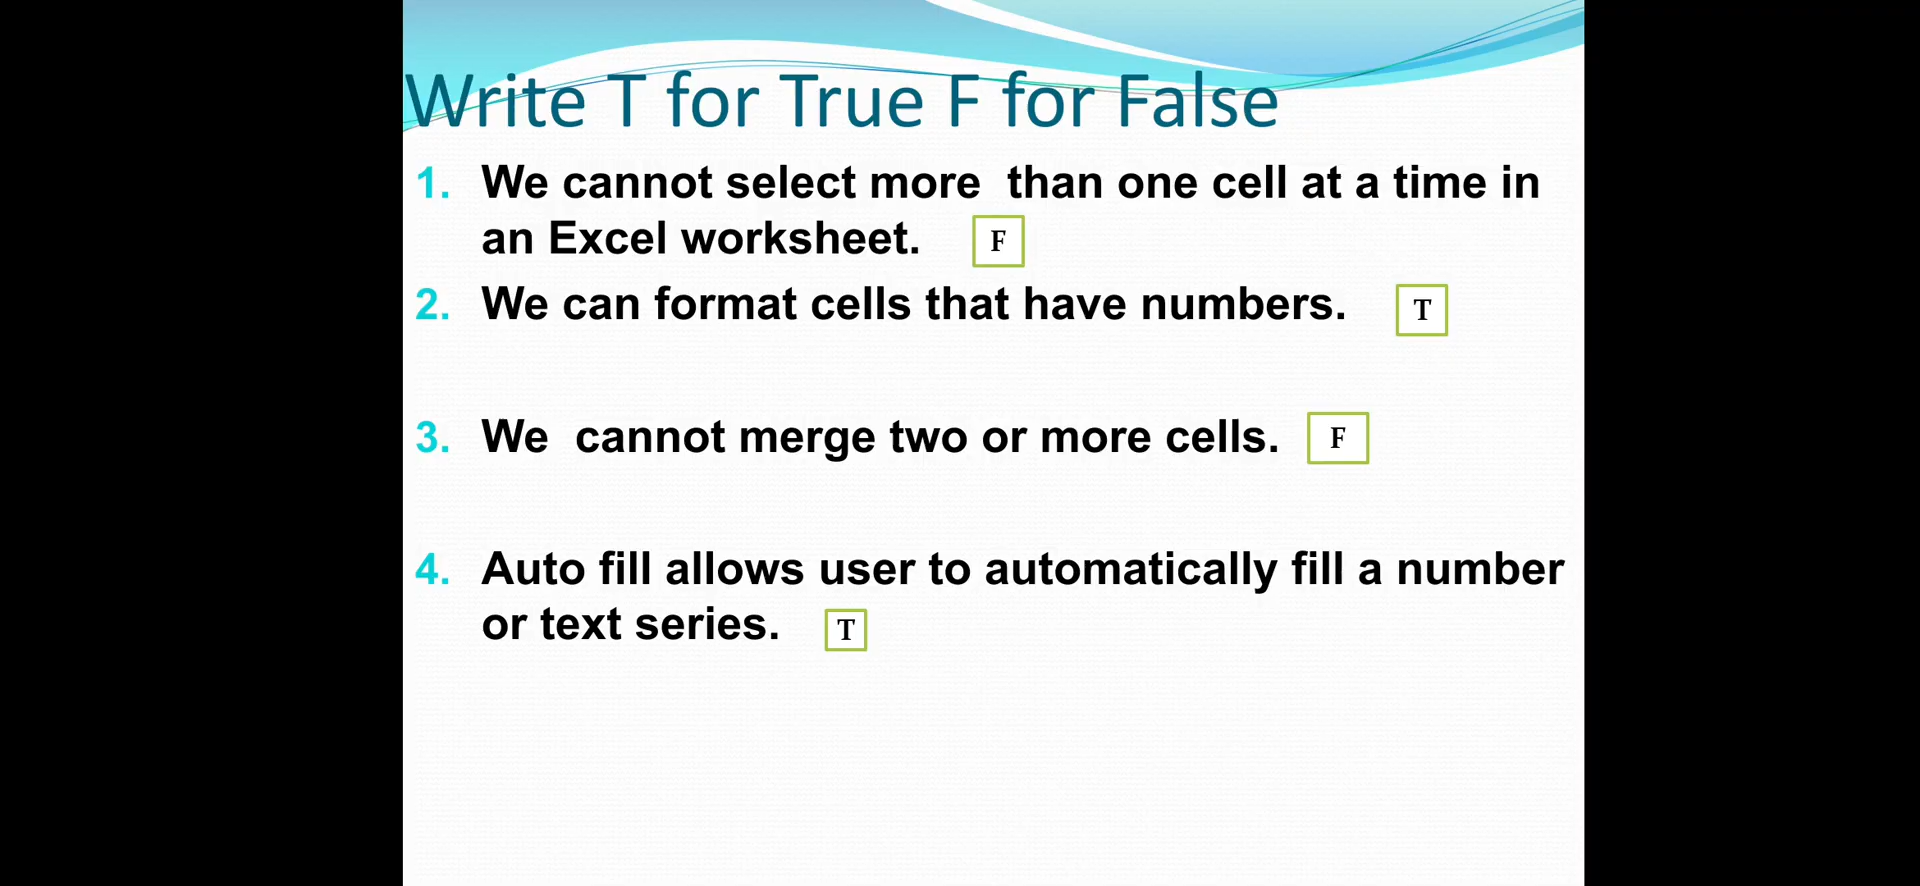 Write T for True F for False
1. We cannot select more  than one cell at a time in
an Excel worksheet. F
2. We can format cells that have numbers. T
3. We  cannot merge two or more cells. F
4. Auto fill allows user to automatically fill a number
or text series. T